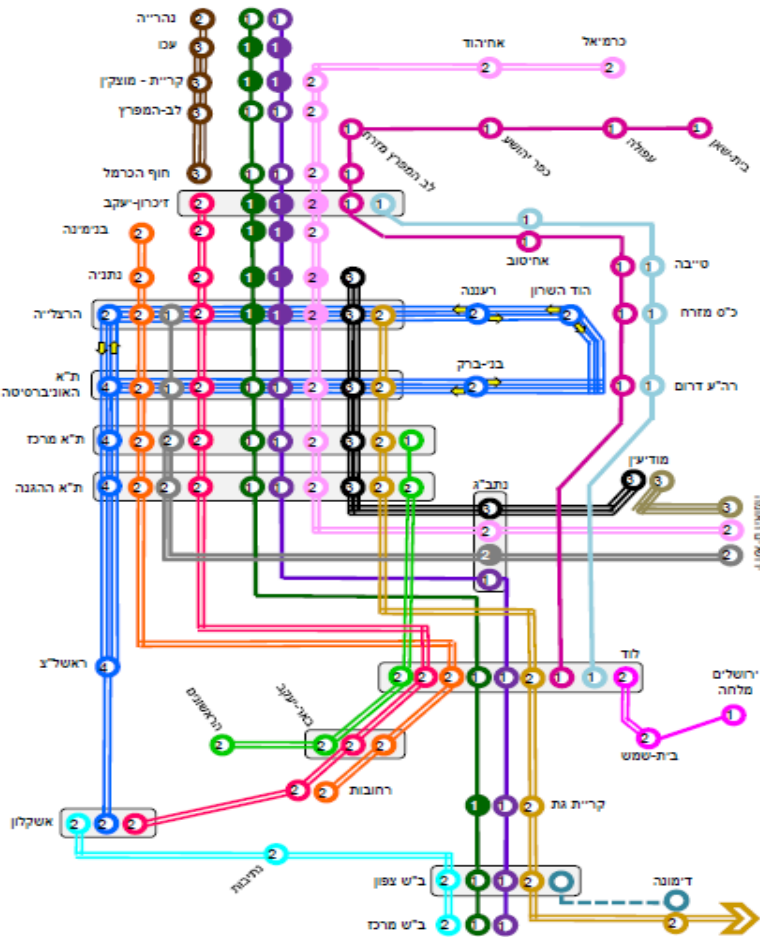 נהרייה
עכו
קריית - מוצקין
לב-המפרץ
חוף הכרמל
זיכרון-יעקב
בנימינה
נתניה
הרצלייה
ת"א
האוניברסיטה
ת"א מרכז
ת"א ההגנה
ראשל"צ
אשקלון
כרמיאל
אחיהוד
בית-שאן
עפולה
כפר יהושע
לב המפרץ מזרח
אחיטוב
טייבה
כ"ס מזרח
רה"ע דרום
הוד השרון
רעננה
בני-ברק
מודיעין
נתב"ג
לוד
ירושלים
מלחה
בית-שמש
באר-יעקב
הראשונים
רחובות
קריית גת
נתיבות
ב"ש צפון
ב"ש מרכז
דימונה